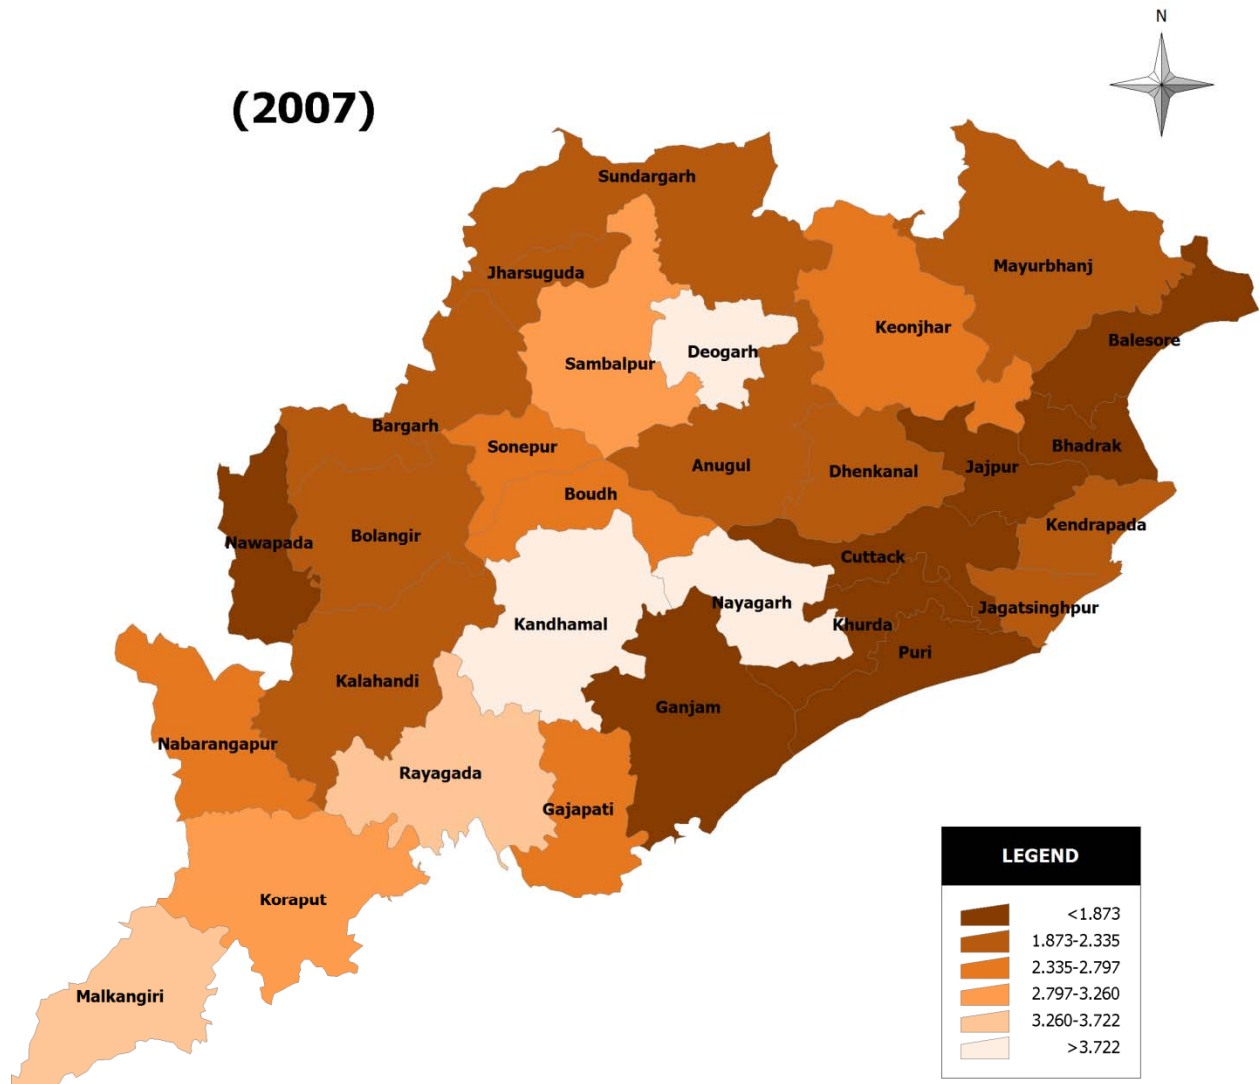 N
(2007)
Sundargarh
Jharsuguda
Mayurbhanj
Keonjhar
Balesore
Deogarh
Sambalpur
Bargarh
Sonepur
Bhadrak
Anugul
Dhenkanal
Jajpur
Boudh
Kendrapada
Bolangir
Nawapada
Cuttack
Nayagarh
Jagatsinghpur
Kandhamal
Khurda
Puri
Kalahandi
Ganjam
Nabarangapur
Rayagada
Gajapati
Koraput
Malkangiri
LEGEND
<1.873
1.873-2.335
2.335-2.797
2.797-3.260
3.260-3.722
>3.722